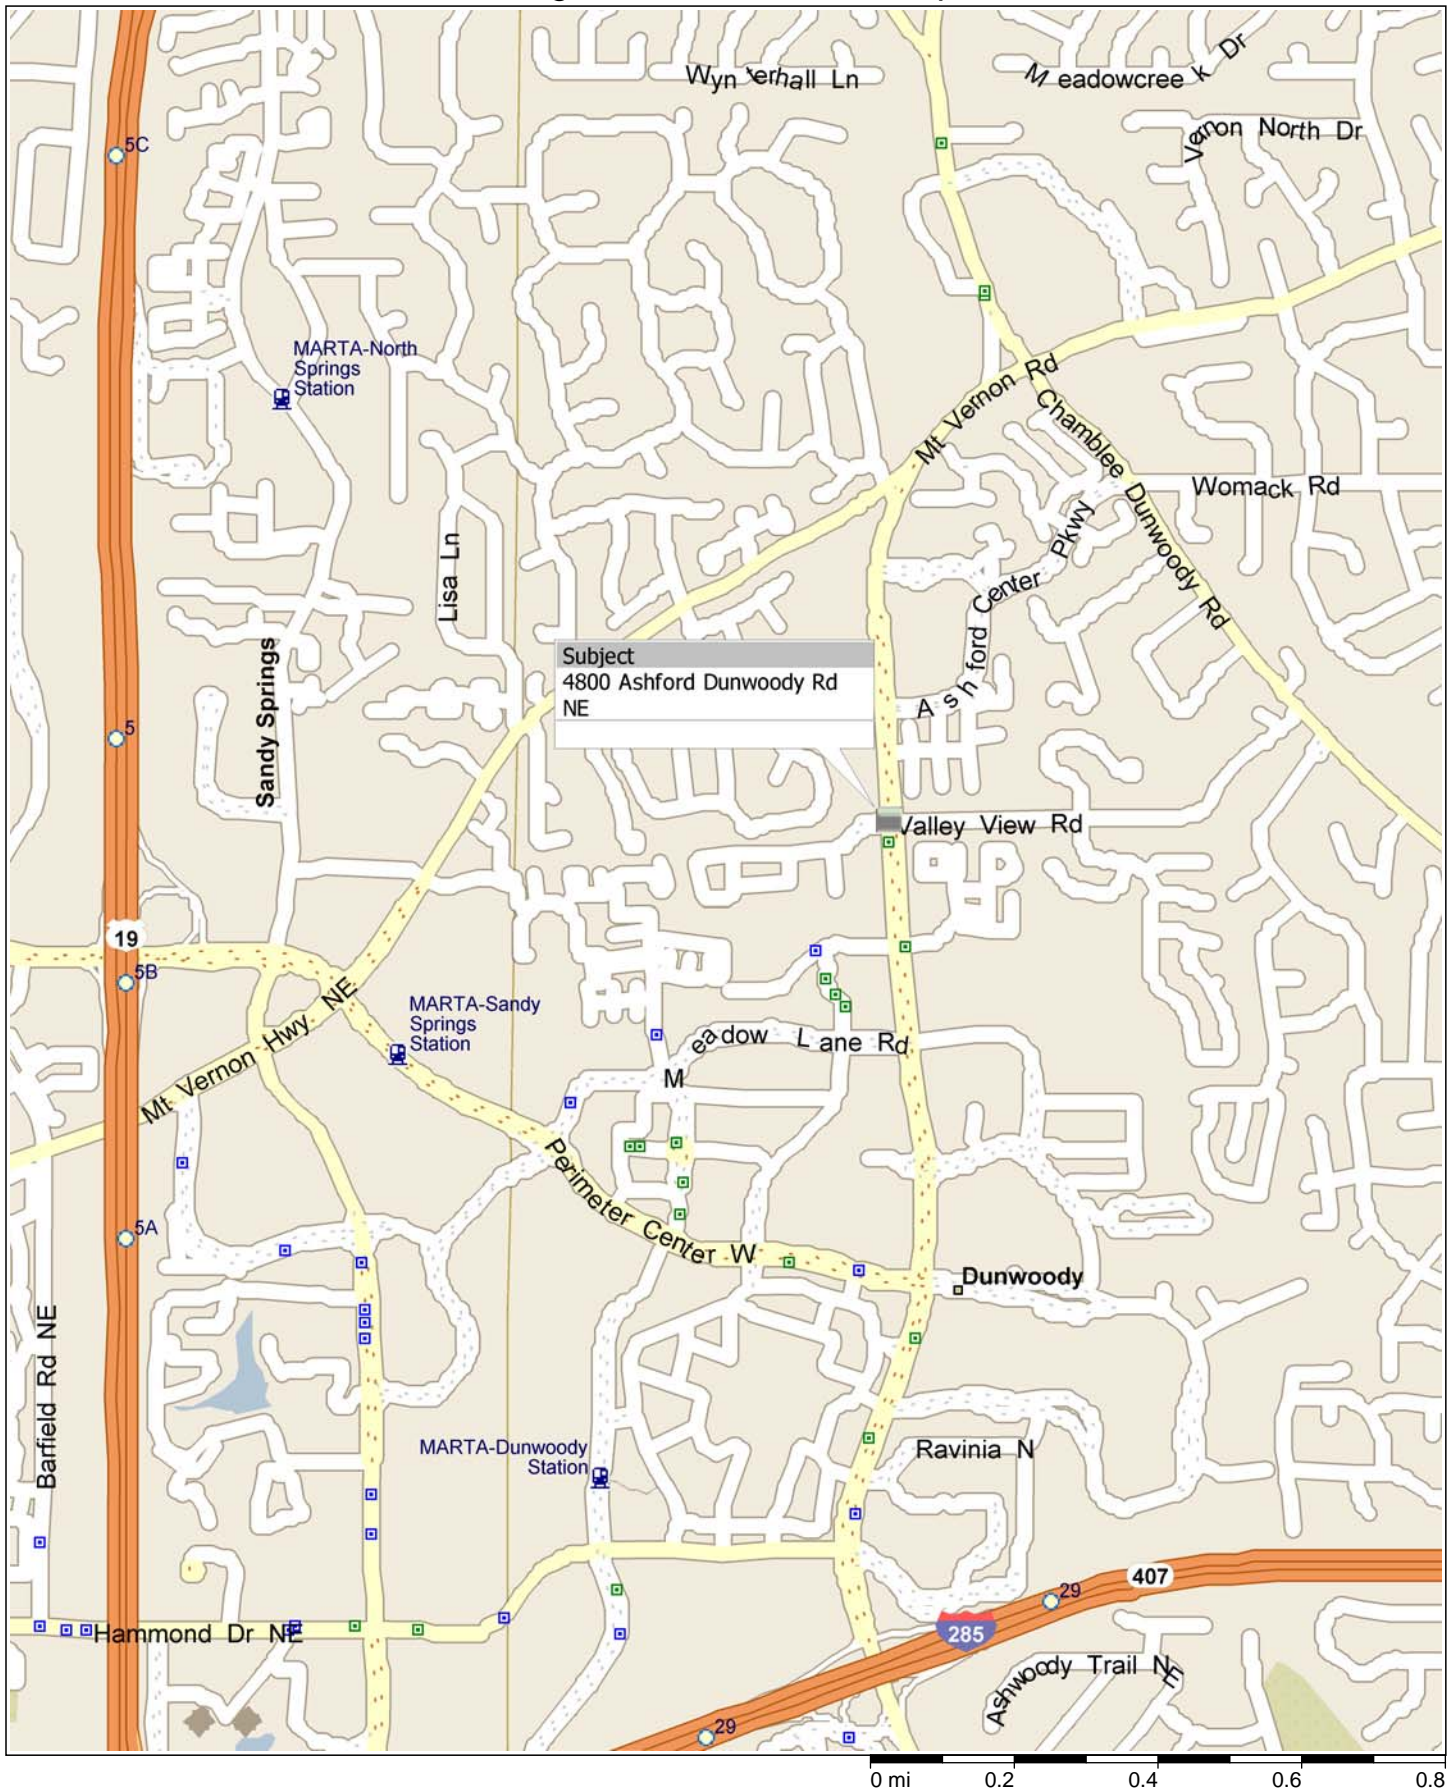 Wynterhall Ln
Meadowcreek Dr
Vernon North Dr
5C
MARTA-North
Springs
Station
Mt Vernon Rd
Chamblee Dunwoody Rd
Womack Rd
Lisa Ln
Ashford Center Pkwy
Sandy Springs
Subject
4800 Ashford Dunwoody Rd
NE
5
Valley View Rd
19
5B
MARTA-Sandy
Springs
Station
Mt Vernon Hwy NE
Meadow Lane Rd
Perimeter Center W
5A
Dunwoody
Barfield Rd NE
MARTA-Dunwoody
Station
Ravinia N
407
29
285
Hammond Dr NE
Ashwoody Trail NE
29
0 mi 0.2 0.4 0.6 0.8